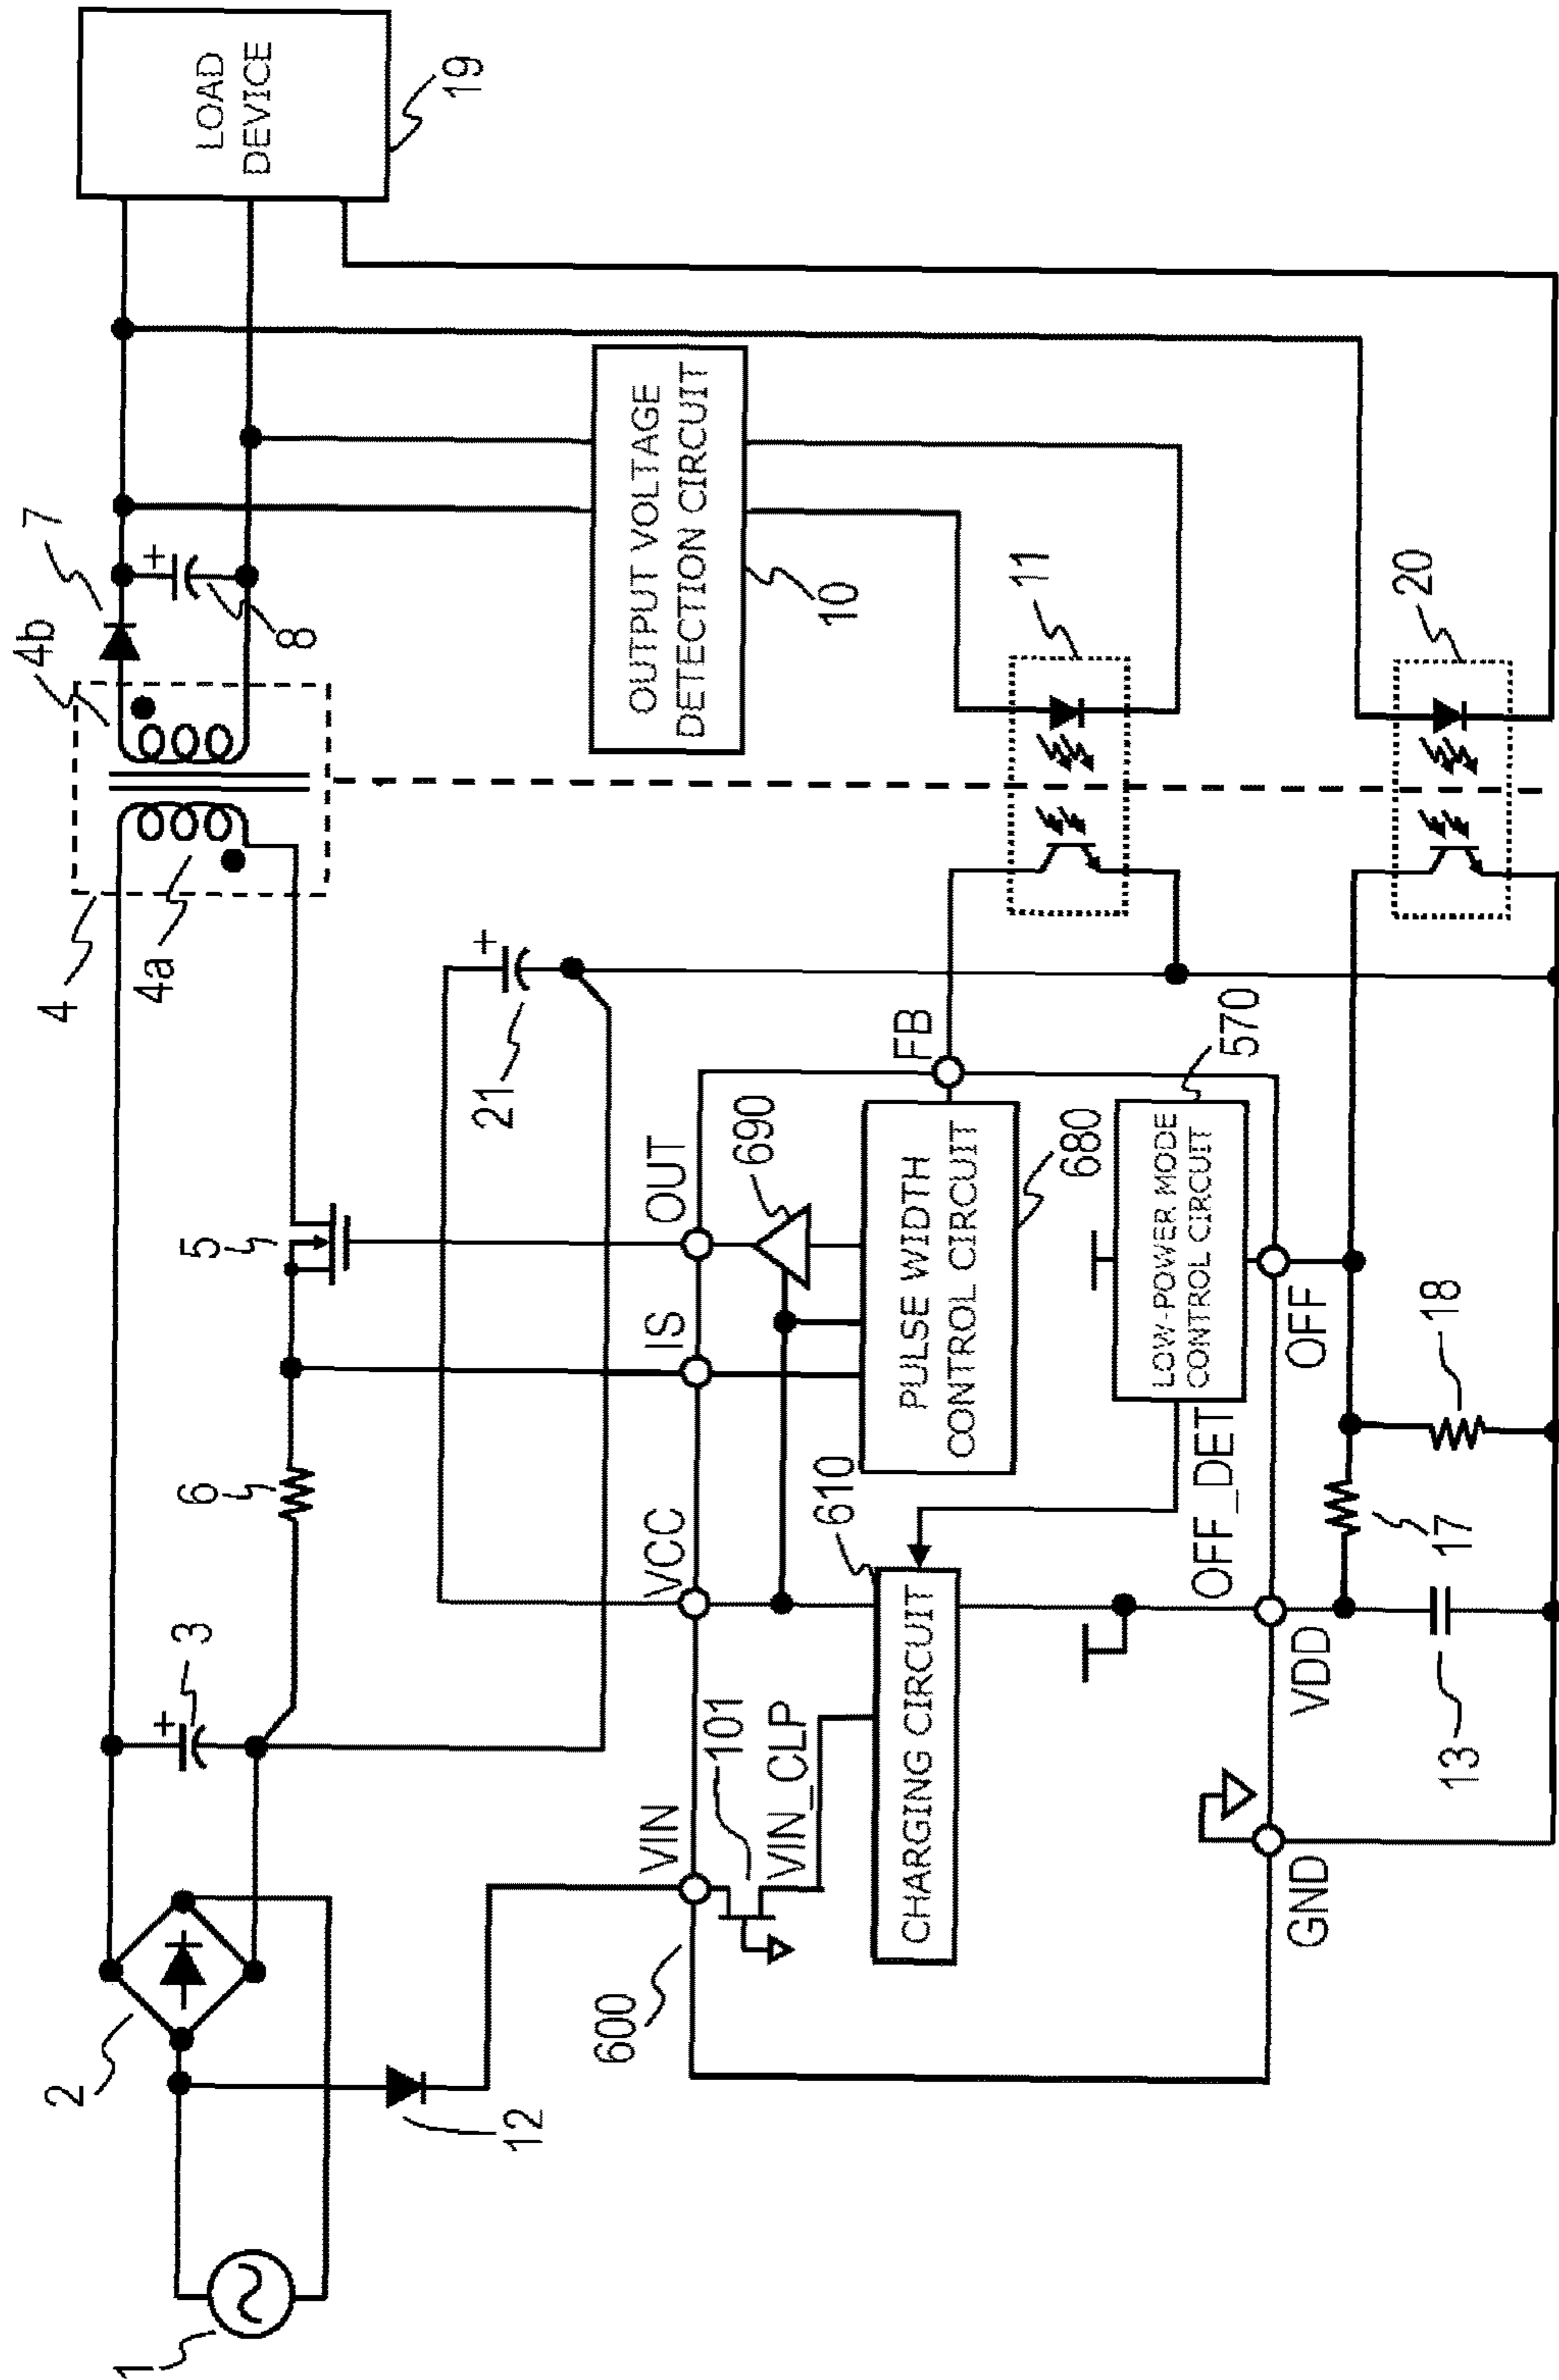 1
2
3
4
4a
4b
7
8
LOAD
DEVICE
19
5
6
12
21
OUTPUT VOLTAGE
DETECTION CIRCUIT
10
600
VIN
VCC
IS
OUT
FB
101
VIN_CLP
690
610
CHARGING CIRCUIT
PULSE WIDTH
CONTROL CIRCUIT
680
LOW-POWER MODE
CONTROL CIRCUIT
570
OFF_DET
11
20
GND
VDD
OFF
13
17
18
+
+
+